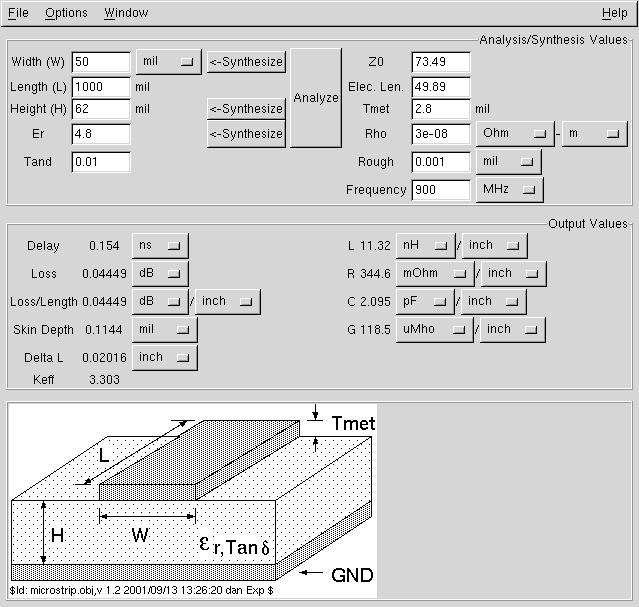 File Options Window Help
Analysis/Synthesis Values
Width (W) 50 mil <-Synthesize Z0 73.49
Length (L) 1000 mil Analyze Elec. Len. 49.89
Height (H) 62 mil <-Synthesize Tmet 2.8 mil
Er 4.8 <-Synthesize Rho 3e-08 Ohm - m
Tand 0.01 Rough 0.001 mil
Frequency 900 MHz
Output Values
Delay 0.154 ns L 11.32 nH / inch
Loss 0.04449 dB R 344.6 mOhm / inch
Loss/Length 0.04449 dB / inch C 2.095 pF / inch
Skin Depth 0.1144 mil G 118.5 uMho / inch
Delta L 0.02016 inch
Keff 3.303
Tmet
L
H W εr,Tan δ
GND
$Id: microstrip.obj,v 1.2 2001/09/13 13:26:20 dan Exp $